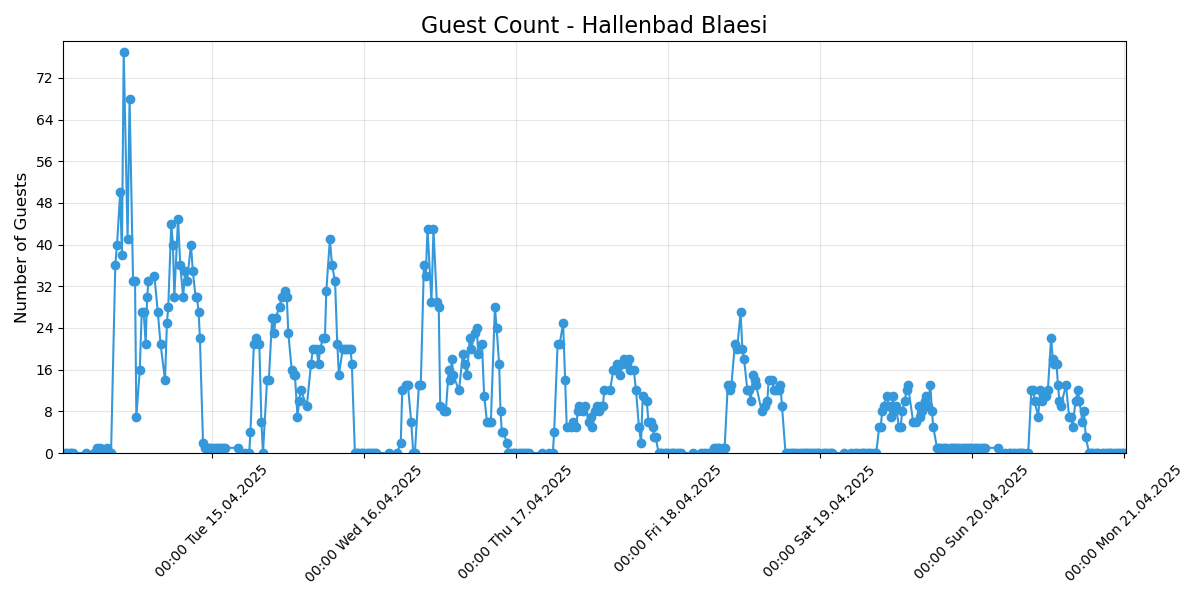 Guest Count - Hallenbad Blaesi
Number of Guests
72
64
56
48
40
32
24
16
8
0
00:00 Tue 15.04.2025
00:00 Wed 16.04.2025
00:00 Thu 17.04.2025
00:00 Fri 18.04.2025
00:00 Sat 19.04.2025
00:00 Sun 20.04.2025
00:00 Mon 21.04.2025